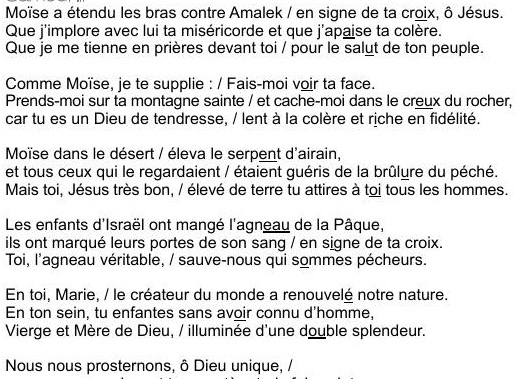 Moïse a étendu les bras contre Amalek / en signe de ta croix, ô Jésus.
Que j'implore avec lui ta miséricorde et que j'apaise ta colère.
Que je me tienne en prières devant toi / pour le salut de ton peuple.

Comme Moïse, je te supplie : / Fais-moi voir ta face.
Prends-moi sur ta montagne sainte / et cache-moi dans le creux du rocher,
car tu es un Dieu de tendresse, / lent à la colère et riche en fidélité.

Moïse dans le désert / éleva le serpent d'airain,
et tous ceux qui le regardaient / étaient guéris de la brûlure du péché.
Mais toi, Jésus très bon, / élevé de terre tu attires à toi tous les hommes.

Les enfants d'Israël ont mangé l'agneau de la Pâque,
ils ont marqué leurs portes de son sang / en signe de ta croix.
Toi, l'agneau véritable, / sauve-nous qui sommes pécheurs.

En toi, Marie, / le créateur du monde a renouvelé notre nature.
En ton sein, tu enfantes sans avoir connu d'homme,
Vierge et Mère de Dieu, / illuminée d'une double splendeur.

Nous nous prosternons, ô Dieu unique, /